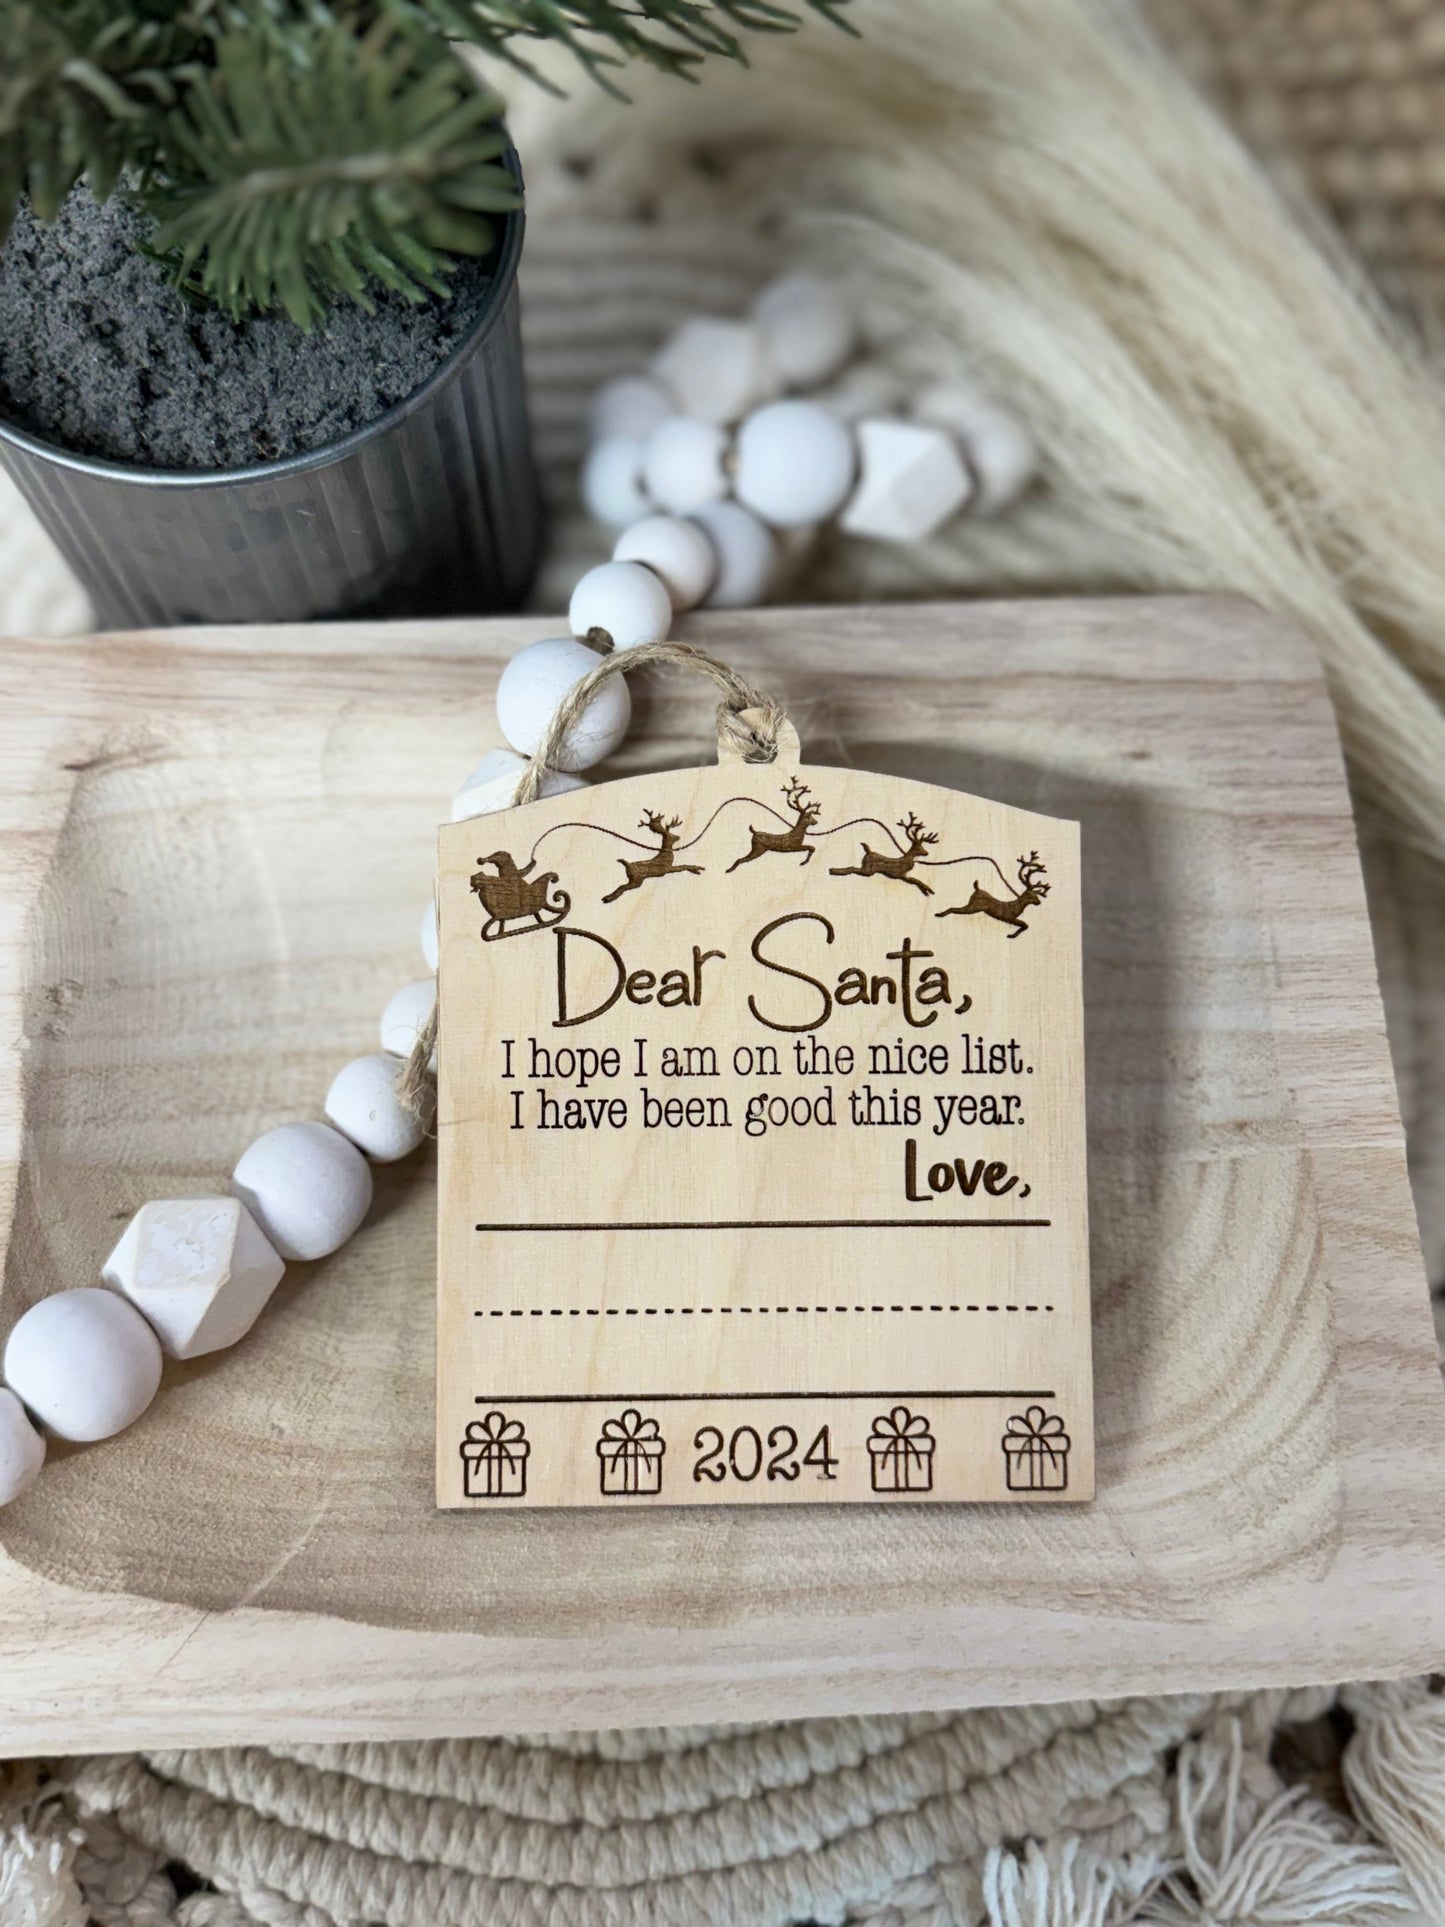 Dear Santa,
I hope I am on the nice list.
I have been good this year.
Love,
2024